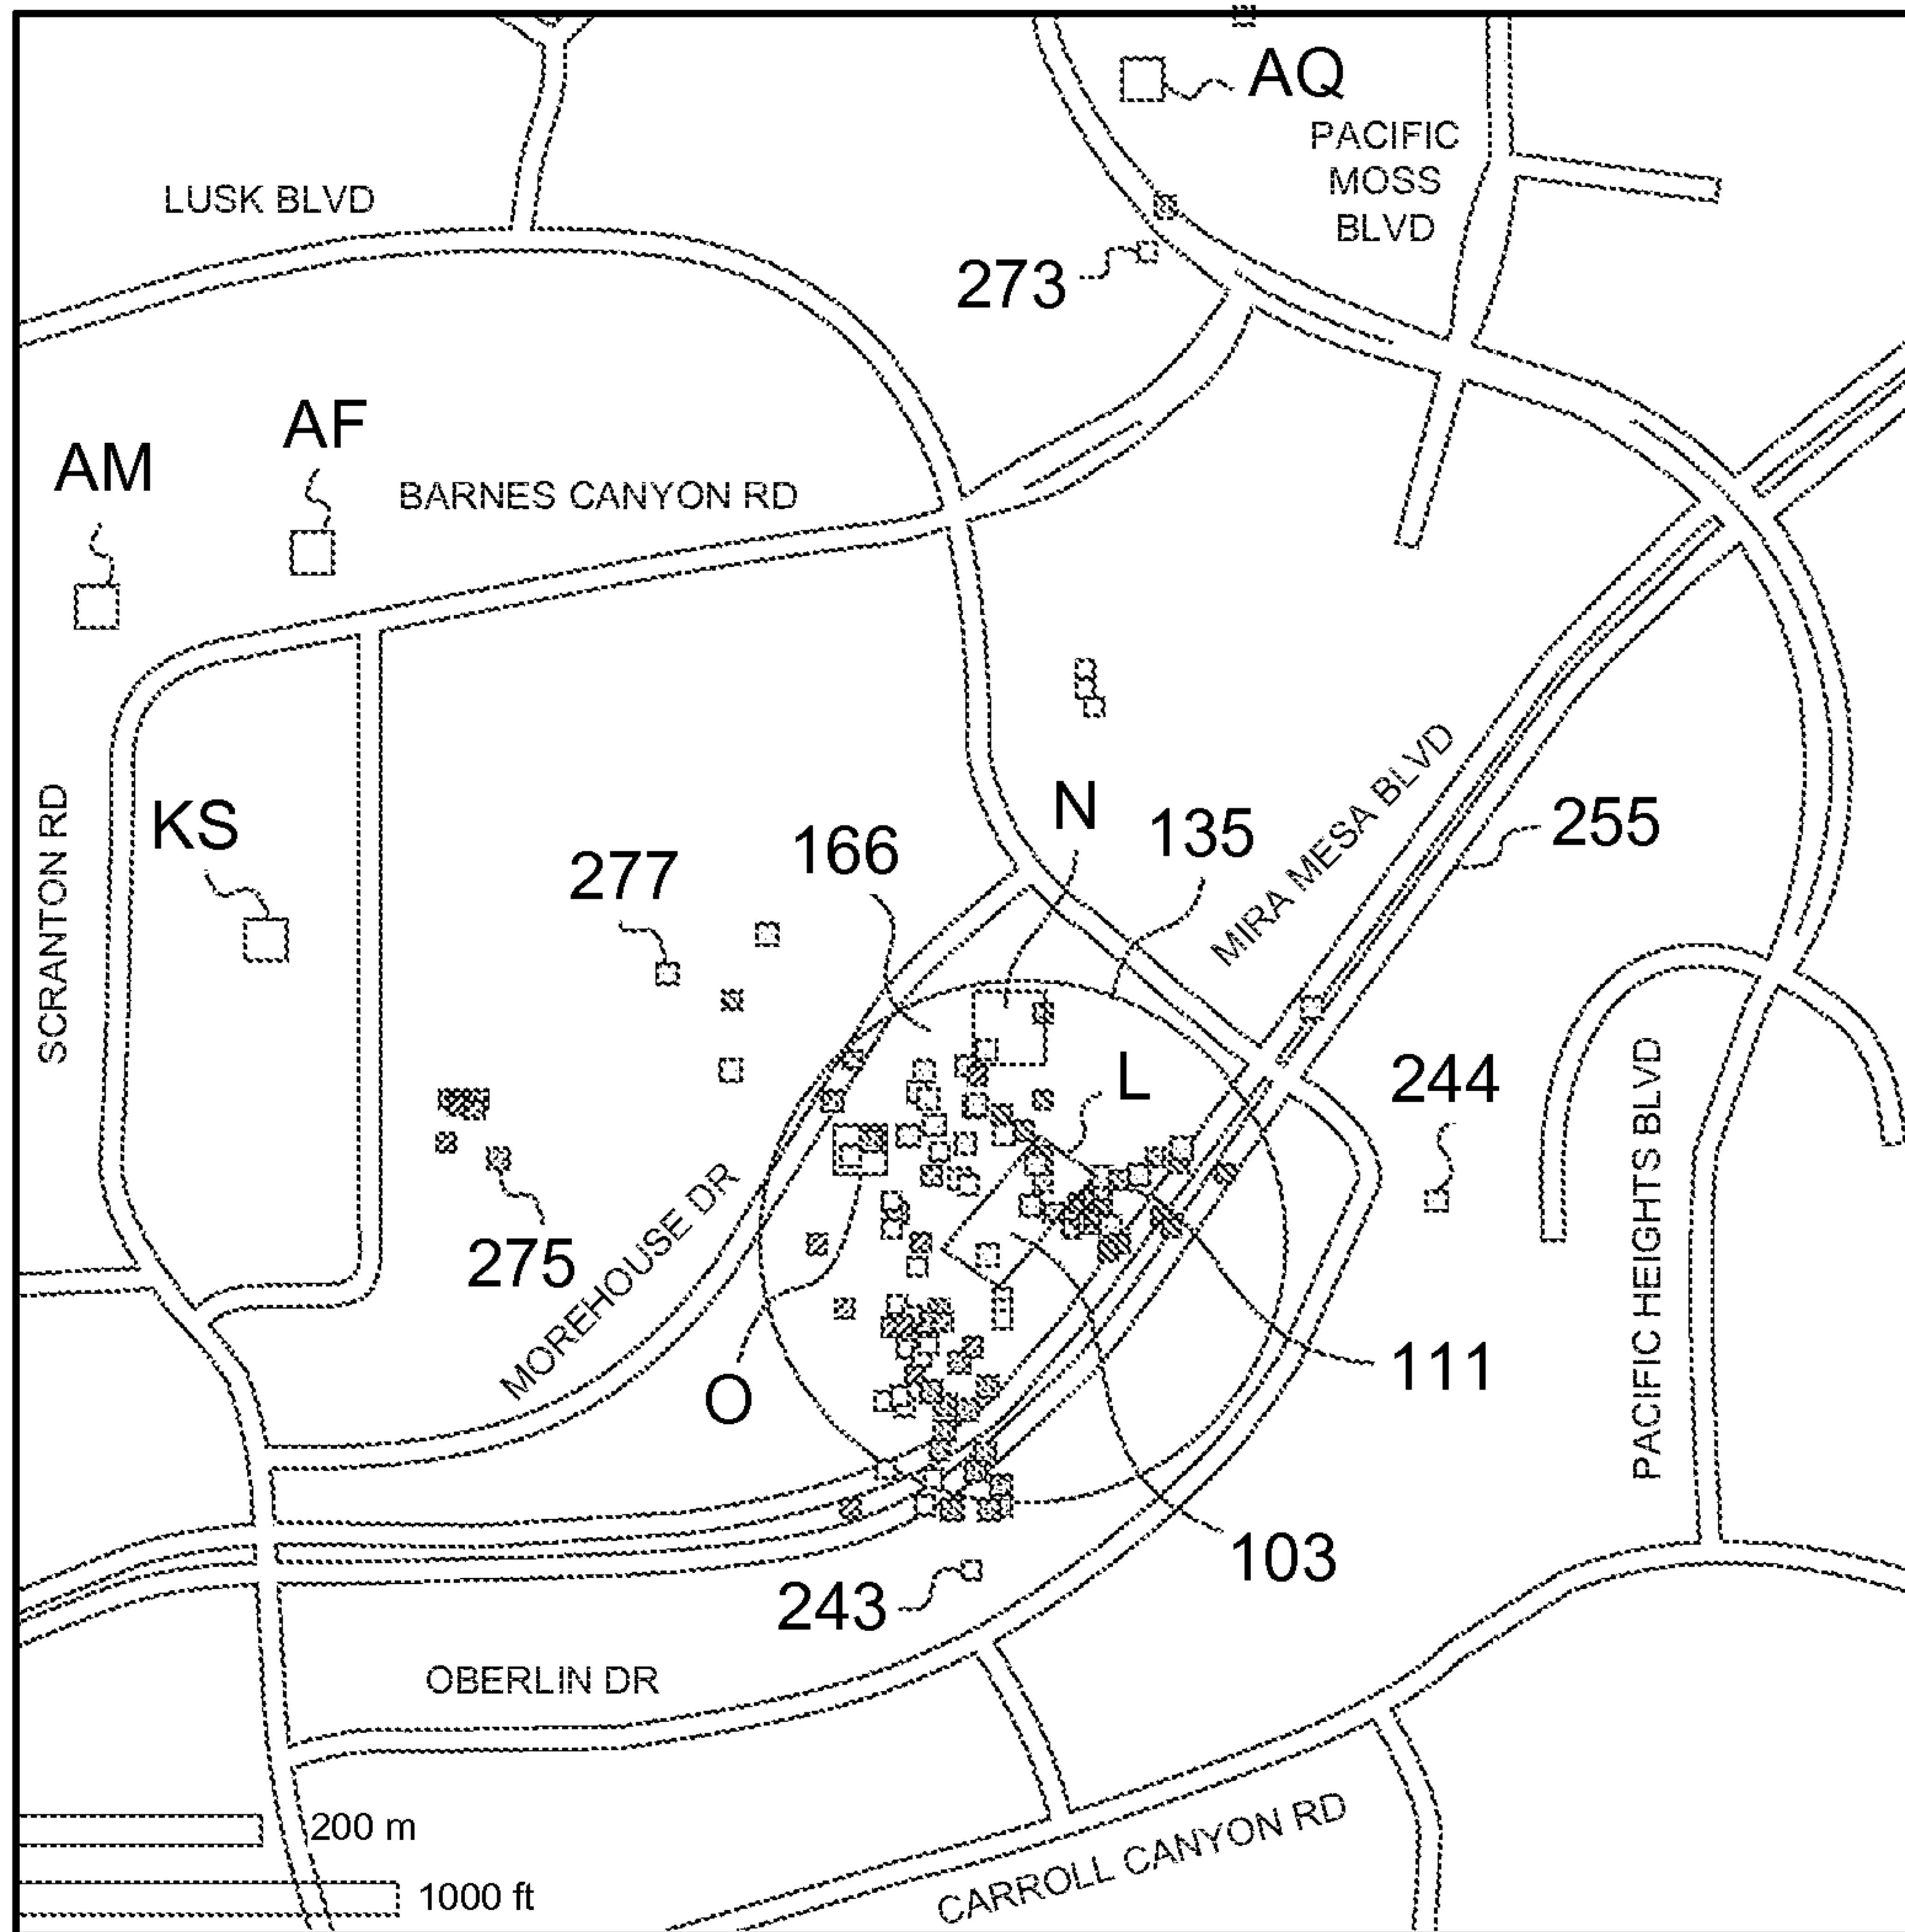 AQ
PACIFIC
MOSS
BLVD
LUSK BLVD
273
AF
AM
BARNES CANYON RD
MIRA MESA BLVD
N
135
255
SCRANTON RD
KS
166
277
L
244
PACIFIC HEIGHTS BLVD
MOREHOUSE DR
275
O
111
103
243
OBERLIN DR
200 m
CARROLL CANYON RD
1000 ft